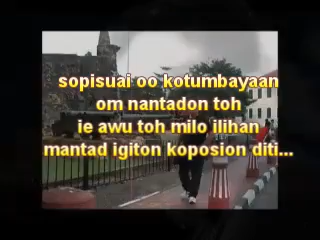 sopisuai oo kotumbayaan
om nantadon toh
ie awu toh milo ilihan
mantad igiton koposion diti...